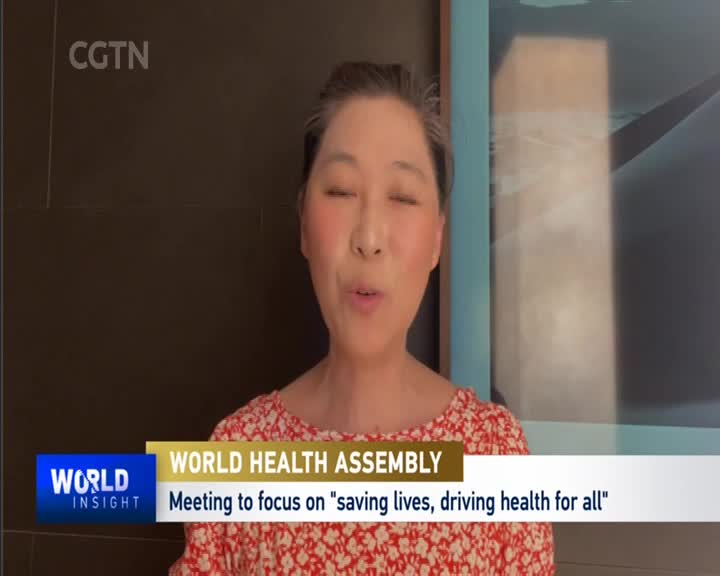 CGTN
WORLD HEALTH ASSEMBLY
WORLD
INSIGHT
Meeting to focus on "saving lives, driving health for all"